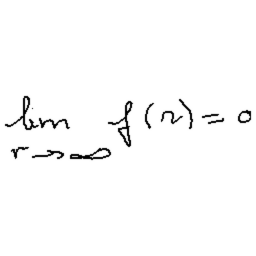 lim f(r) = 0
r → ∞